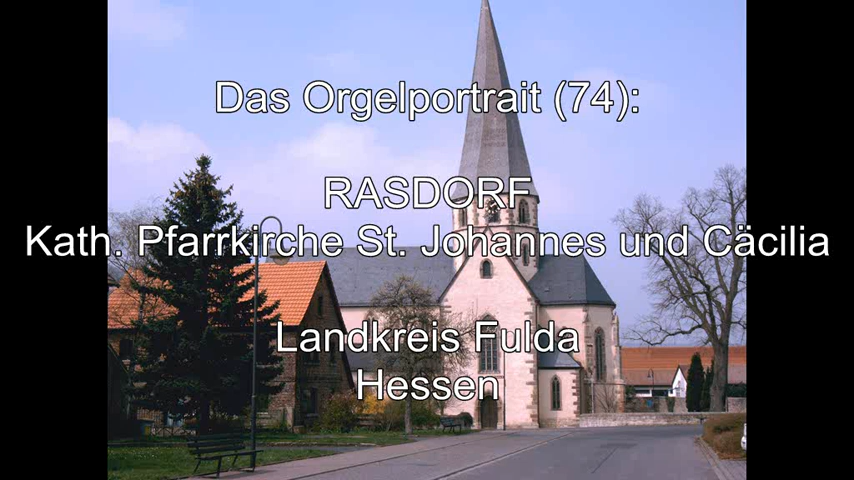 Das Orgelportrait (74):
RASDORF
Kath. Pfarrkirche St. Johannes und Cäcilia
Landkreis Fulda
Hessen